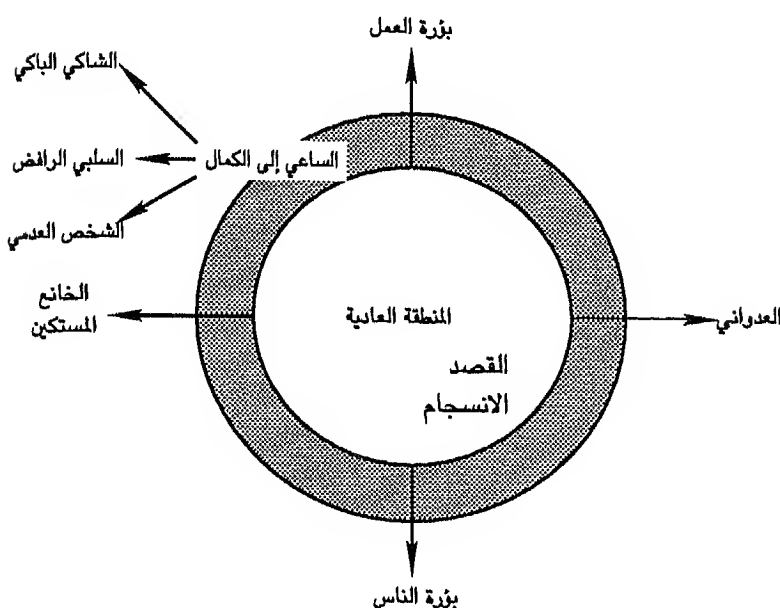 بؤرة العمل
الشاكي الباكي
السلبي الرافض
الساعي إلى الكمال
الشخص العدمي
الخانع
المستكين
المنطقة العادية
العدواني
القصد
الانسجام
بؤرة الناس